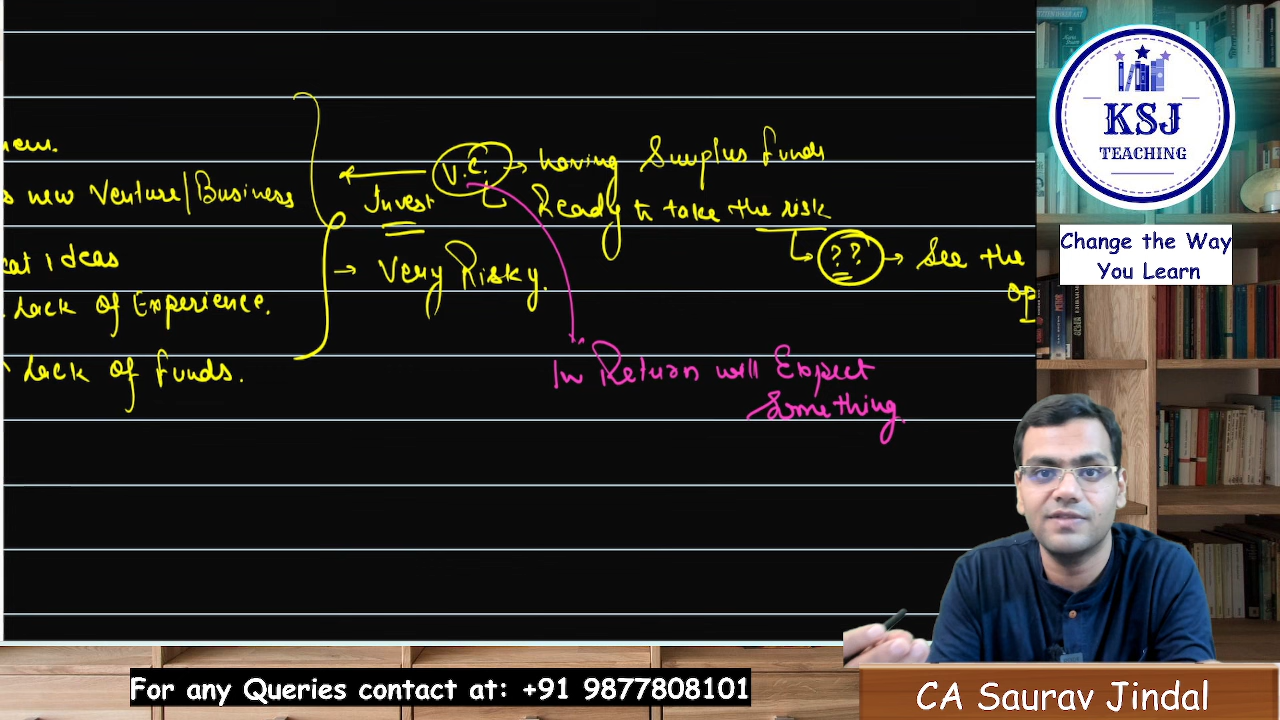 new Venture/Business
Ideas
Lack of Experience.
Lack of funds.
Invest
Very Risky.
V.C.
having Surplus funds
Ready to take the risk
??
See the
op
In Return will Expect
Something.
KSJ
TEACHING
Change the Way
You Learn
For any Queries contact at: +91 9877808101
CA Saurav Jindal